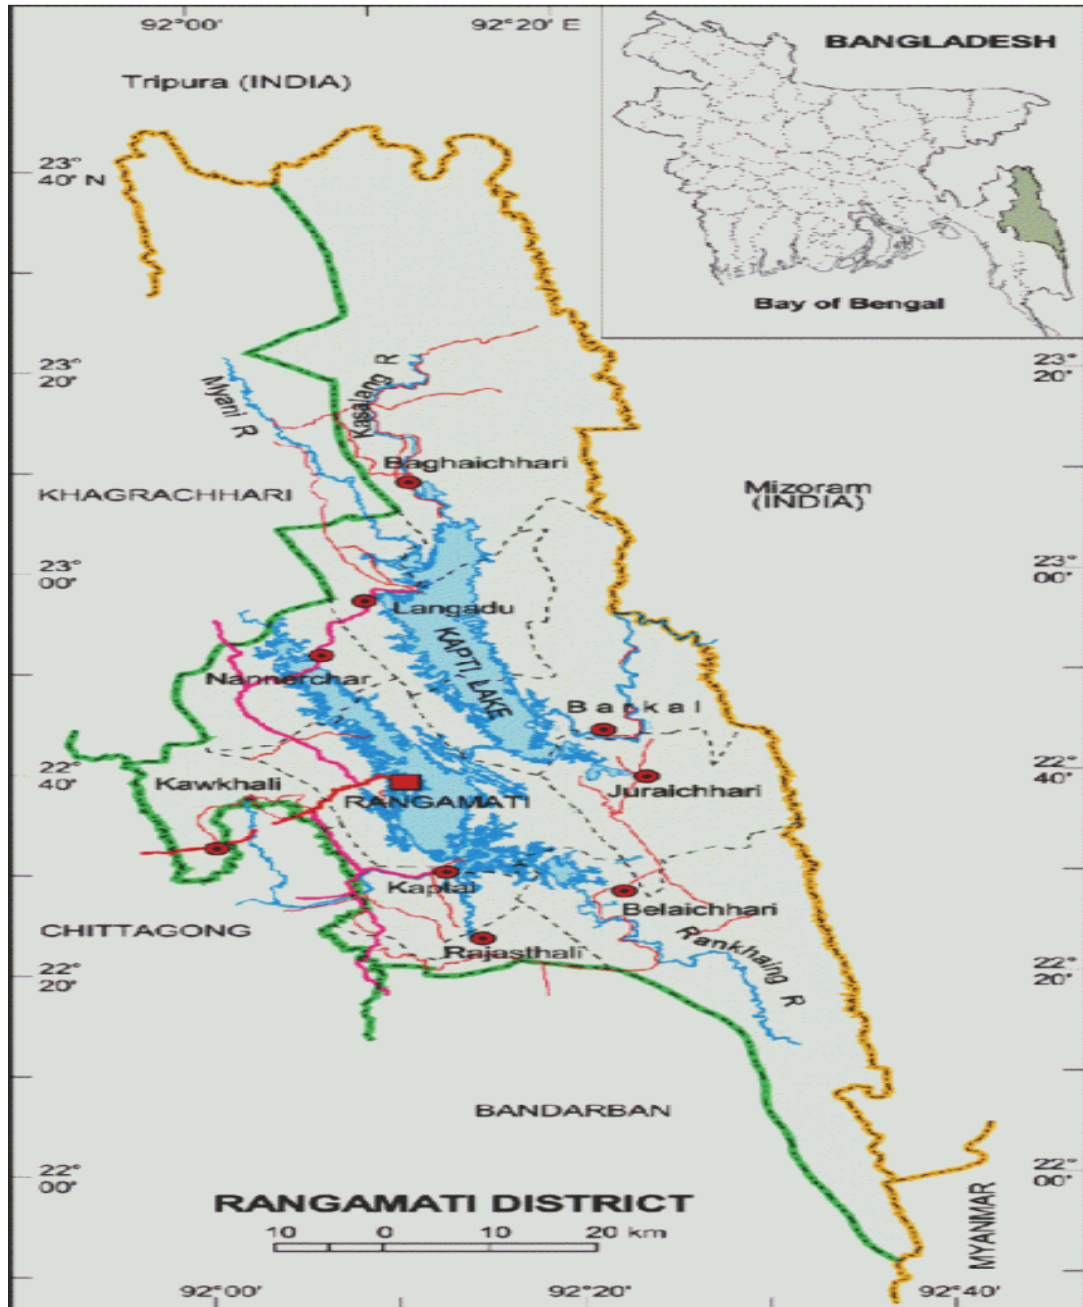 92°00' 92°20' E
BANGLADESH
Tripura (INDIA)
23°
40' N
Bay of Bengal
23°
20'
23°
20'
Myani R
Kasalang R
Baghaichhari
KHAGRACHHARI
Mizoram
(INDIA)
23°
00'
23°
00'
Langadu
KAPTI, LAKE
Nannerchar
Barkal
22°
40'
22°
40'
Kawkhali
RANGAMATI
Juraichhari
Kaptai
Belaichhari
CHITTAGONG
Rajasthali
Rankhaing R
22°
20'
22°
20'
BANDARBAN
22°
00'
22°
00'
MYANMAR
RANGAMATI DISTRICT
10 0 10 20 km
92°00' 92°20' 92°40'